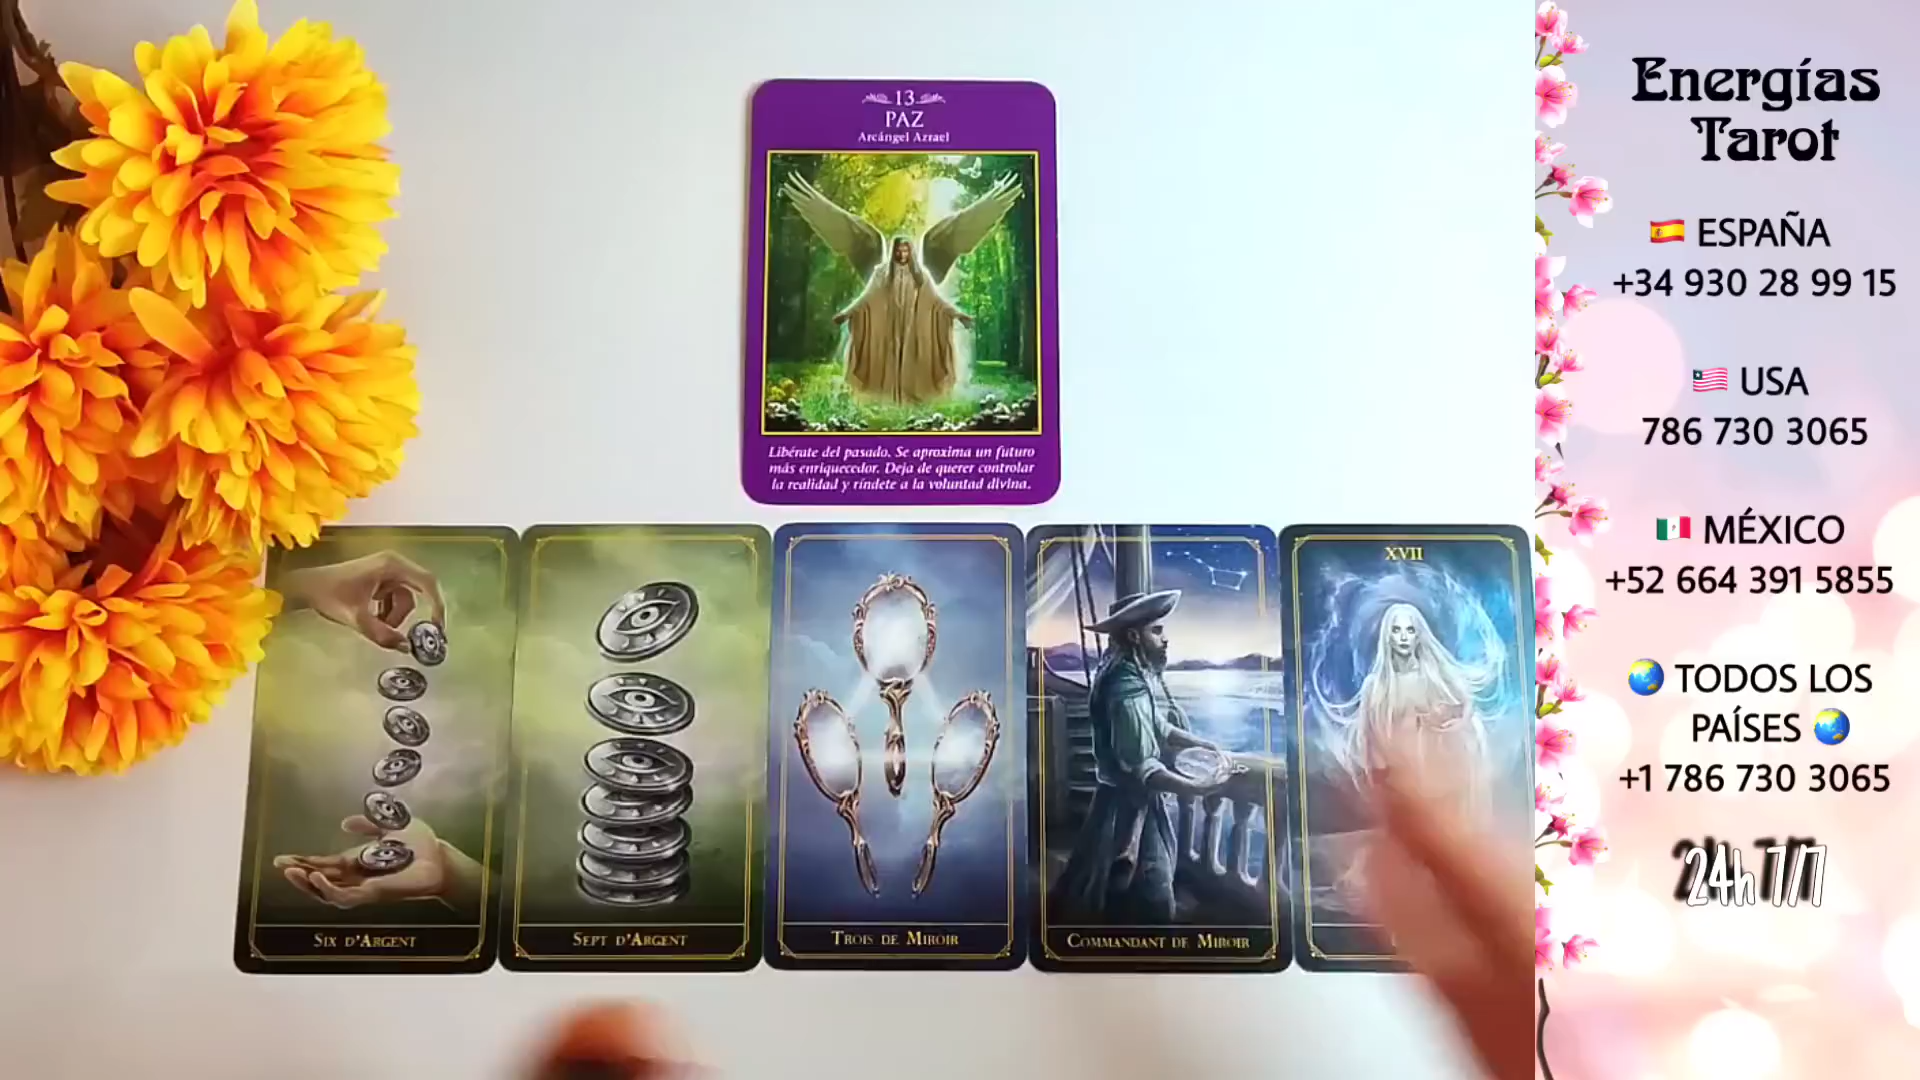 13
PAZ
Arcángel Azrael
Libérate del pasado. Se aproxima un futuro
más enriquecedor. Deja de querer controlar
la realidad y ríndete a la voluntad divina.
SIX D'ARGENT
SEPT D'ARGENT
TROIS DE MIROIR
COMMANDANT DE MIROIR
XVII
Energías
Tarot
ESPAÑA
+34 930 28 99 15
USA
786 730 3065
MÉXICO
+52 664 391 5855
TODOS LOS
PAÍSES
+1 786 730 3065
24h 7/7